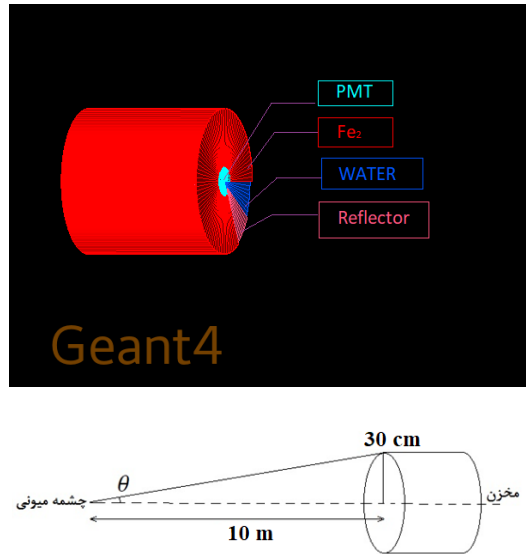 PMT
Fe₂
WATER
Reflector
Geant4
30 cm
θ
چشمه میونی
مخزن
10 m